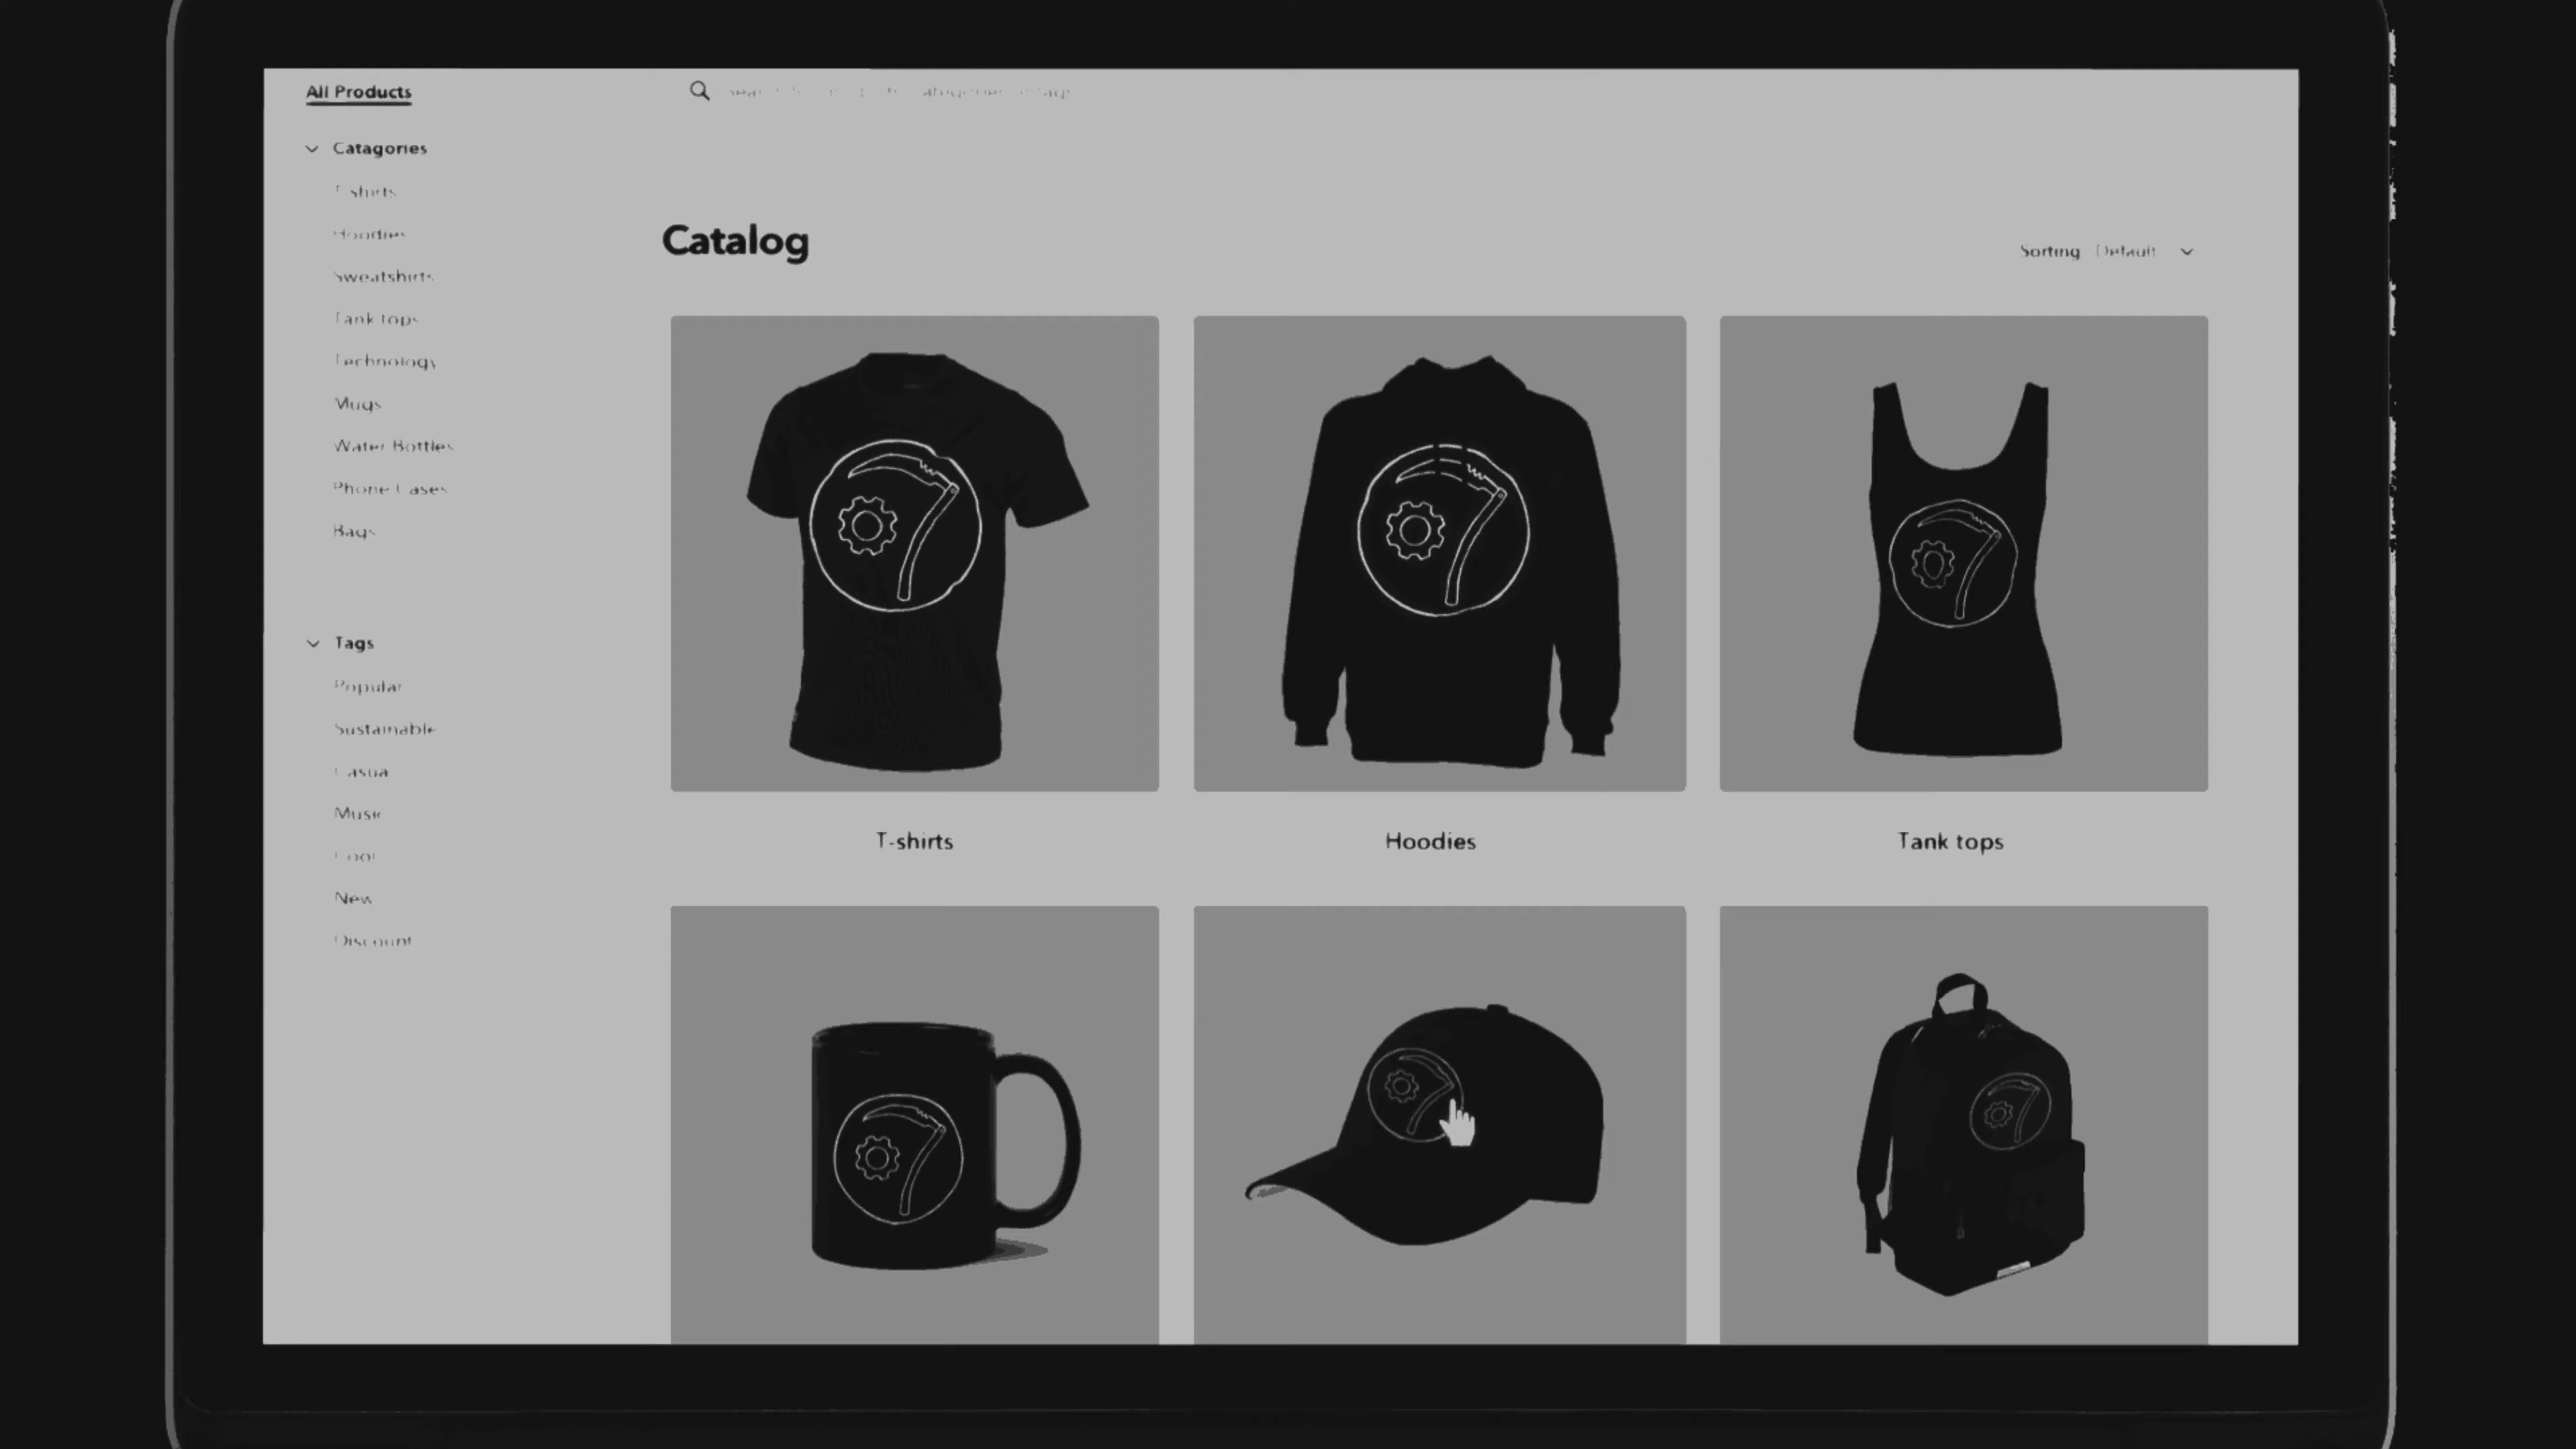 All Products
Catagories
T-shirts
Hoodies
Sweatshirts
Tank tops
Technology
Mugs
Water Bottles
Phone Cases
Bags
Tags
Popular
Sustainable
Casual
Music
Cool
New
Discount
Catalog
Sorting Default
T-shirts
Hoodies
Tank tops